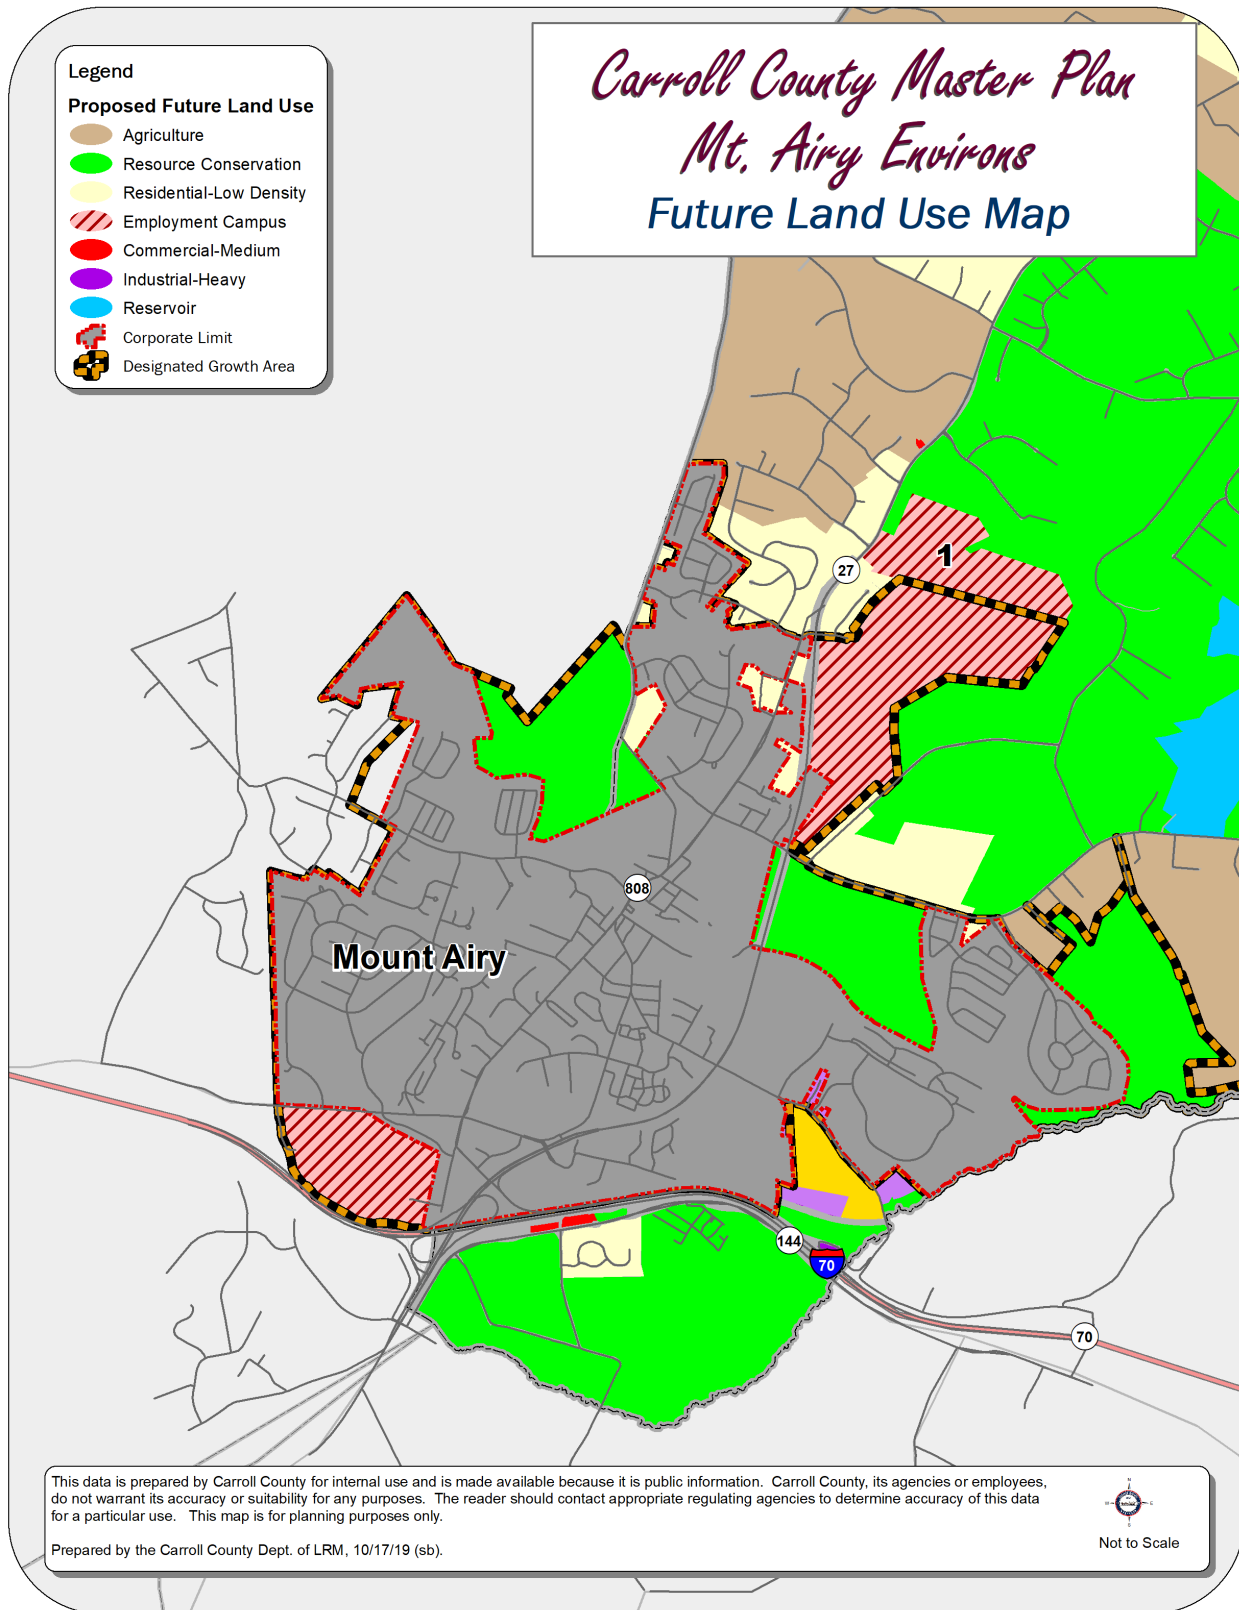 Carroll County Master Plan
Mt. Airy Environs
Future Land Use Map
Legend
Proposed Future Land Use
Agriculture
Resource Conservation
Residential-Low Density
Employment Campus
Commercial-Medium
Industrial-Heavy
Reservoir
Corporate Limit
Designated Growth Area
1
27
808
Mount Airy
144
70
70
This data is prepared by Carroll County for internal use and is made available because it is public information. Carroll County, its agencies or employees,
do not warrant its accuracy or suitability for any purposes. The reader should contact appropriate regulating agencies to determine accuracy of this data
for a particular use. This map is for planning purposes only.
Prepared by the Carroll County Dept. of LRM, 10/17/19 (sb).
Not to Scale